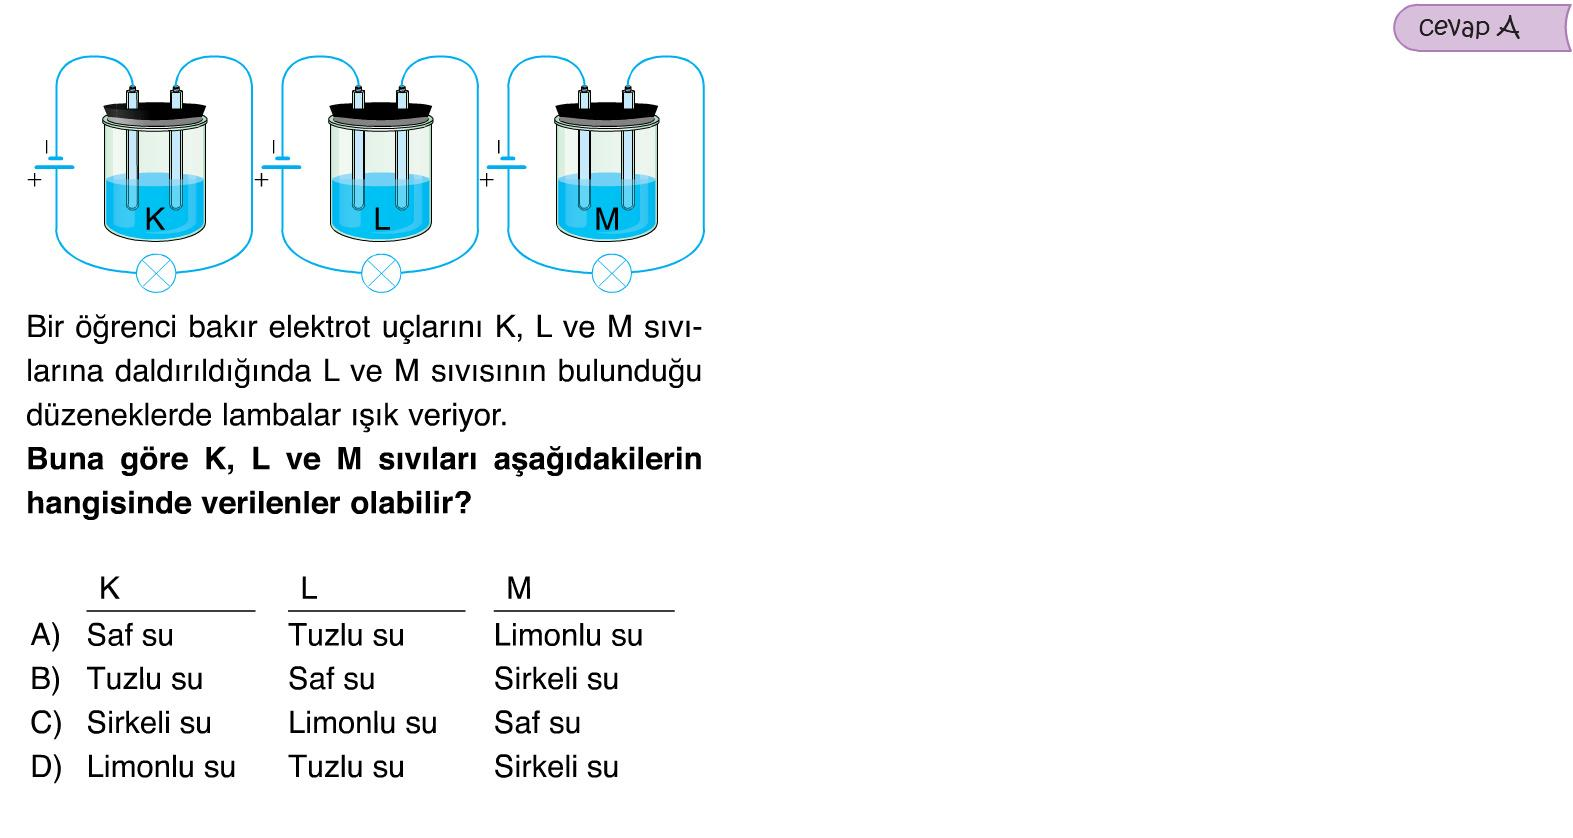 cevap A
K L M
Bir öğrenci bakır elektrot uçlarını K, L ve M sıvı-
larına daldırıldığında L ve M sıvısının bulunduğu
düzeneklerde lambalar ışık veriyor.
Buna göre K, L ve M sıvıları aşağıdakilerin
hangisinde verilenler olabilir?
K L M
A) Saf su Tuzlu su Limonlu su
B) Tuzlu su Saf su Sirkeli su
C) Sirkeli su Limonlu su Saf su
D) Limonlu su Tuzlu su Sirkeli su